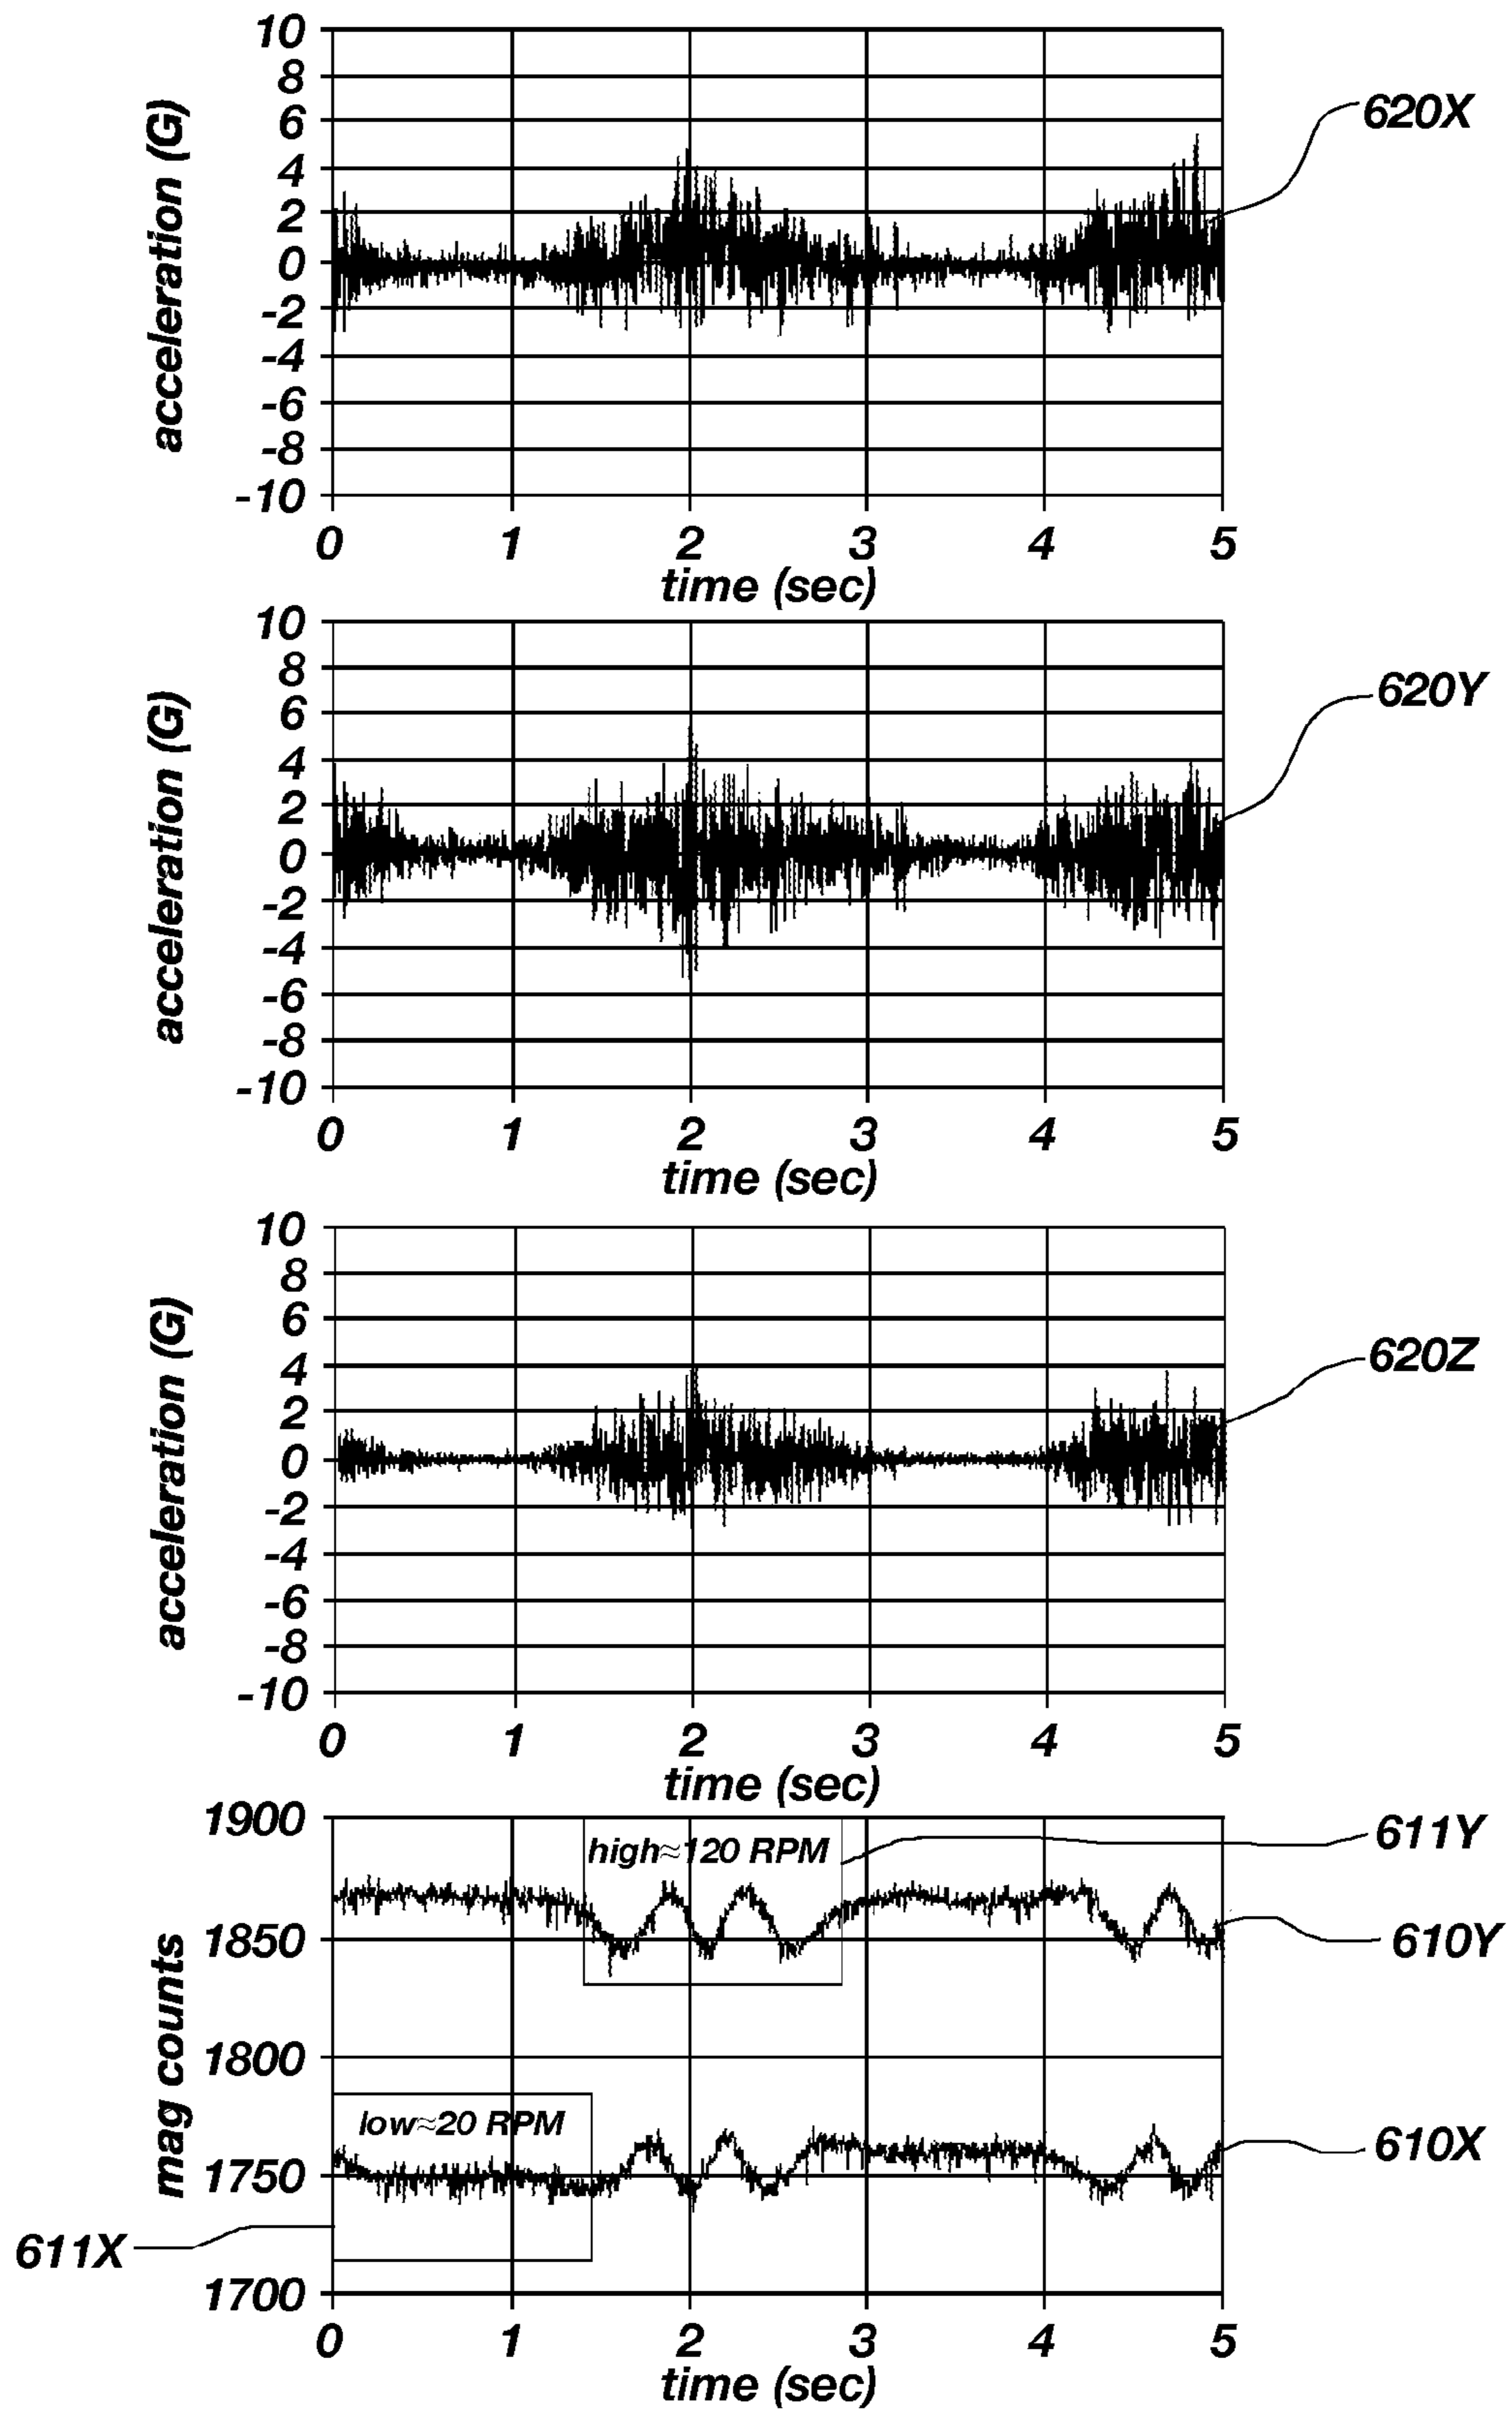 10
8
6
4
2
0
-2
-4
-6
-8
-10
acceleration (G)
620X
0 1 2 3 4 5
time (sec)
10
8
6
4
2
0
-2
-4
-6
-8
-10
acceleration (G)
620Y
0 1 2 3 4 5
time (sec)
10
8
6
4
2
0
-2
-4
-6
-8
-10
acceleration (G)
620Z
0 1 2 3 4 5
time (sec)
1900
1850
1800
1750
1700
mag counts
high≈120 RPM
611Y
610Y
low≈20 RPM
610X
611X
0 1 2 3 4 5
time (sec)